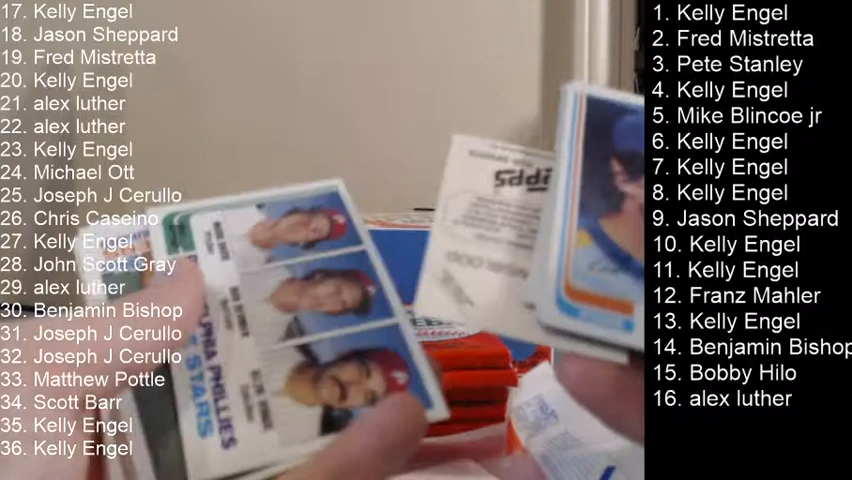 17. Kelly Engel
18. Jason Sheppard
19. Fred Mistretta
20. Kelly Engel
21. alex luther
22. alex luther
23. Kelly Engel
24. Michael Ott
25. Joseph J Cerullo
26. Chris Caseino
27. Kelly Engel
28. John Scott Gray
29. alex luther
30. Benjamin Bishop
31. Joseph J Cerullo
32. Joseph J Cerullo
33. Matthew Pottle
34. Scott Barr
35. Kelly Engel
36. Kelly Engel
PHILLIES
STARS
topps
1. Kelly Engel
2. Fred Mistretta
3. Pete Stanley
4. Kelly Engel
5. Mike Blincoe jr
6. Kelly Engel
7. Kelly Engel
8. Kelly Engel
9. Jason Sheppard
10. Kelly Engel
11. Kelly Engel
12. Franz Mahler
13. Kelly Engel
14. Benjamin Bishop
15. Bobby Hilo
16. alex luther